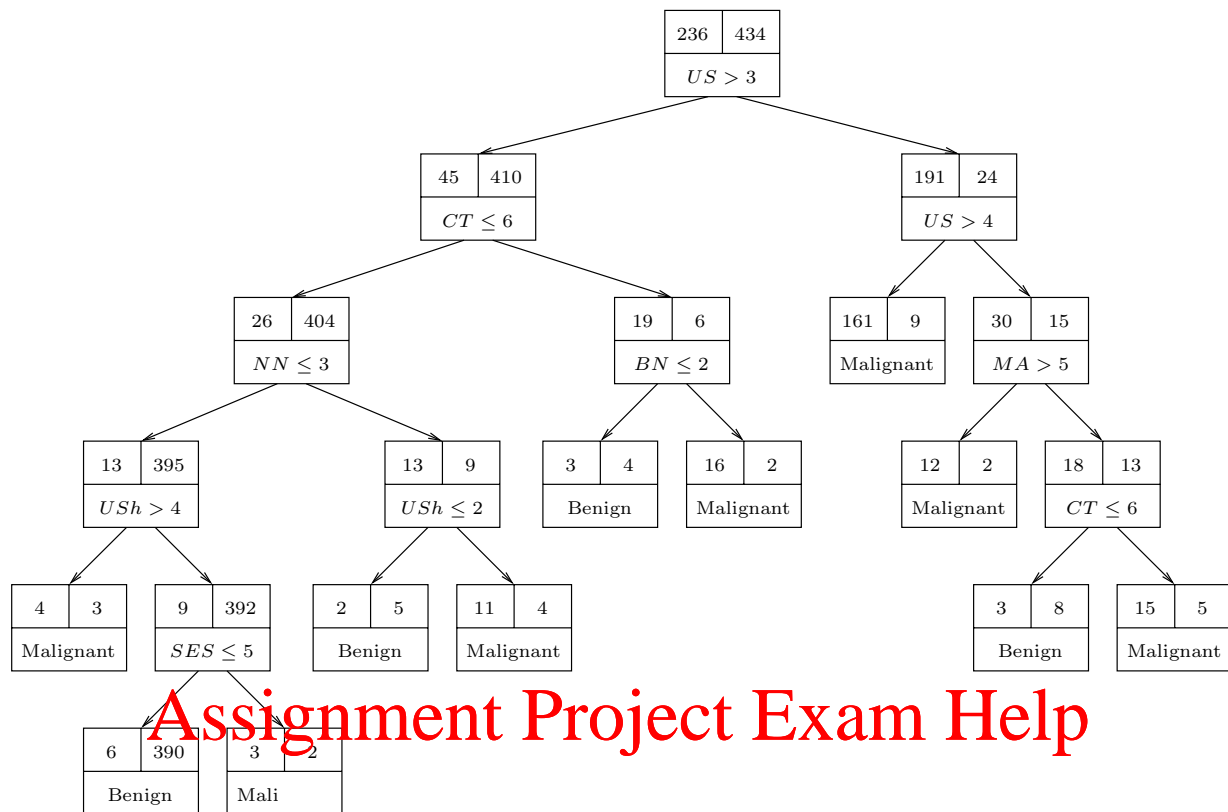 236 434
US > 3
45 410
191 24
CT ≤ 6
US > 4
26 404
19 6
161 9
30 15
NN ≤ 3
BN ≤ 2
Malignant
MA > 5
13 395
13 9
3 4
16 2
12 2
18 13
USh > 4
USh ≤ 2
Benign
Malignant
Malignant
CT ≤ 6
4 3
9 392
2 5
11 4
3 8
15 5
Malignant
SES ≤ 5
Benign
Malignant
Benign
Malignant
Assignment Project Exam Help
6 390
3 2
Benign
Mali